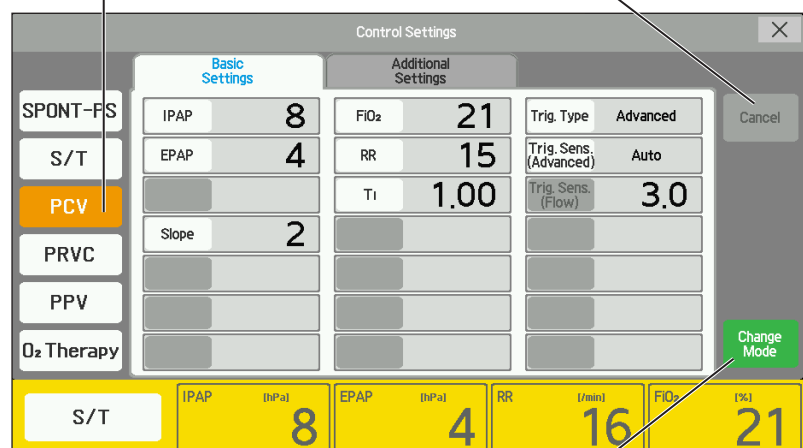 Control Settings
Basic
Settings
Additional
Settings
SPONT-PS
S/T
PCV
PRVC
PPV
O₂ Therapy
IPAP 8
EPAP 4
Slope 2
FiO₂ 21
RR 15
TI 1.00
Trig. Type Advanced
Trig. Sens.
(Advanced) Auto
Trig. Sens.
(Flow) 3.0
Cancel
Change
Mode
S/T
IPAP [hPa] 8
EPAP [hPa] 4
RR [/min] 16
FiO₂ [%] 21